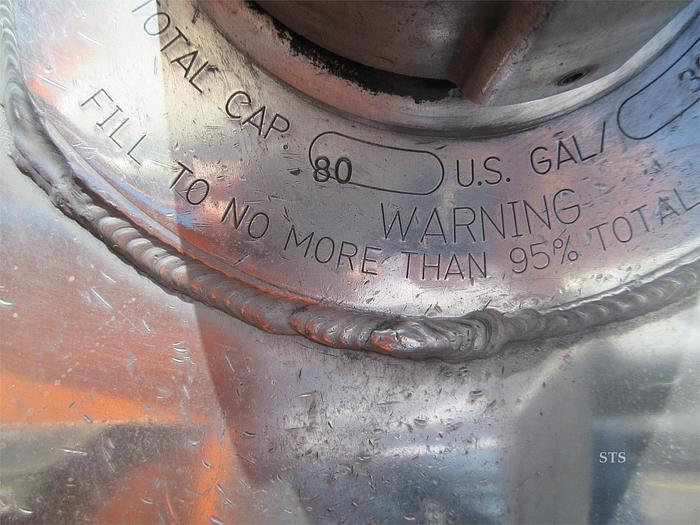 TOTAL CAP. 80 U.S. GAL/
WARNING
FILL TO NO MORE THAN 95% TOTAL
STS